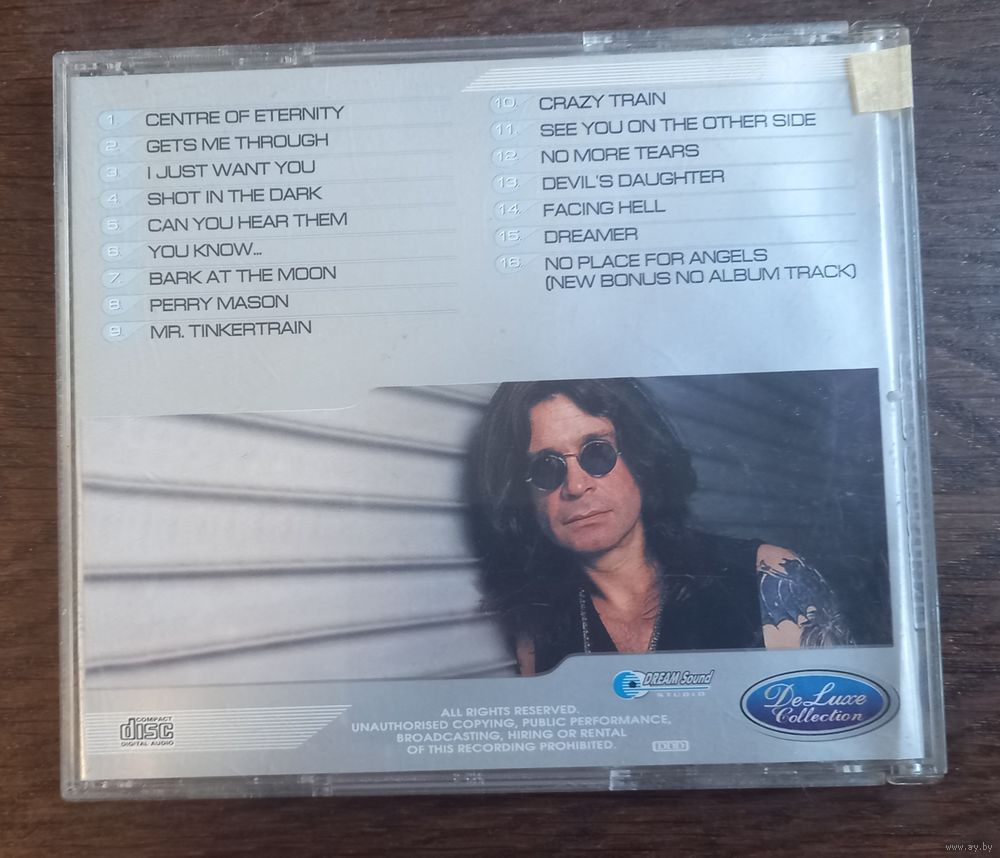 1. CENTRE OF ETERNITY
2. GETS ME THROUGH
3. I JUST WANT YOU
4. SHOT IN THE DARK
5. CAN YOU HEAR THEM
6. YOU KNOW...
7. BARK AT THE MOON
8. PERRY MASON
9. MR. TINKERTRAIN
10. CRAZY TRAIN
11. SEE YOU ON THE OTHER SIDE
12. NO MORE TEARS
13. DEVIL'S DAUGHTER
14. FACING HELL
15. DREAMER
16. NO PLACE FOR ANGELS
(NEW BONUS NO ALBUM TRACK)
DREAM Sound
STUDIO
De Luxe
Collection
COMPACT
disc
DIGITAL AUDIO
ALL RIGHTS RESERVED.
UNAUTHORISED COPYING, PUBLIC PERFORMANCE,
BROADCASTING, HIRING OR RENTAL
OF THIS RECORDING PROHIBITED.
DDD
www.ay.by